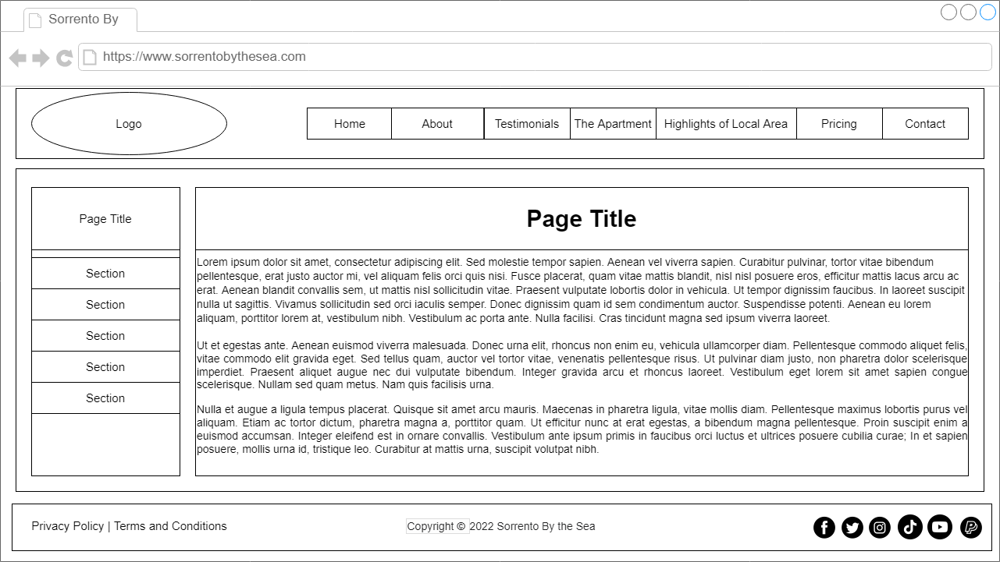 Sorrento By
https://www.sorrentobythesea.com
Logo
Home
About
Testimonials
The Apartment
Highlights of Local Area
Pricing
Contact
Page Title
Section
Section
Section
Section
Section
Page Title
Lorem ipsum dolor sit amet, consectetur adipiscing elit. Sed molestie tempor sapien. Aenean vel viverra sapien. Curabitur pulvinar, tortor vitae bibendum
pellentesque, erat justo auctor mi, vel aliquam felis orci quis nisi. Fusce placerat, quam vitae mattis blandit, nisl nisl posuere eros, efficitur mattis lacus arcu ac
erat. Aenean blandit convallis sem, ut mattis nisl sollicitudin vitae. Praesent vulputate lobortis dolor in vehicula. Ut tempor dignissim faucibus. In laoreet suscipit
nulla ut sagittis. Vivamus sollicitudin sed orci iaculis semper. Donec dignissim quam id sem condimentum auctor. Suspendisse potenti. Aenean eu lorem
aliquam, porttitor lorem at, vestibulum nibh. Vestibulum ac porta ante. Nulla facilisi. Cras tincidunt magna sed ipsum viverra laoreet.
Ut et egestas ante. Aenean euismod viverra malesuada. Donec urna elit, rhoncus non enim eu, vehicula ullamcorper diam. Pellentesque commodo aliquet felis,
vitae commodo elit gravida eget. Sed tellus quam, auctor vel tortor vitae, venenatis pellentesque risus. Ut pulvinar diam justo, non pharetra dolor scelerisque
imperdiet. Praesent aliquet augue nec dui vulputate bibendum. Integer gravida arcu et rhoncus laoreet. Vestibulum eget lorem sit amet sapien congue
scelerisque. Nullam sed quam metus. Nam quis facilisis urna.
Nulla et augue a ligula tempus placerat. Quisque sit amet arcu mauris. Maecenas in pharetra ligula, vitae mollis diam. Pellentesque maximus lobortis purus vel
aliquam. Etiam ac tortor dictum, pharetra magna a, porttitor quam. Ut efficitur nunc at erat egestas, a bibendum magna pellentesque. Proin suscipit enim a
euismod accumsan. Integer eleifend est in ornare convallis. Vestibulum ante ipsum primis in faucibus orci luctus et ultrices posuere cubilia curae; In et sapien
posuere, mollis urna id, tristique leo. Curabitur at mattis urna, suscipit volutpat nibh.
Privacy Policy | Terms and Conditions
Copyright © 2022 Sorrento By the Sea